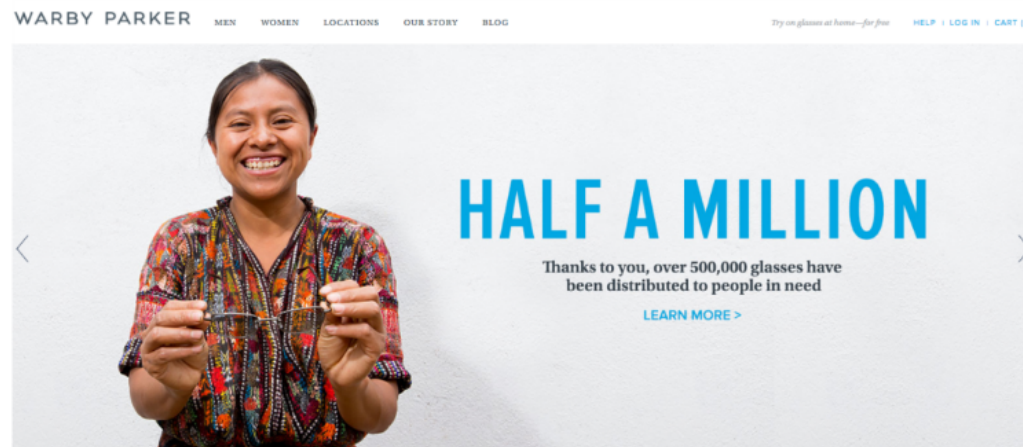 WARBY PARKER MEN WOMEN LOCATIONS OUR STORY BLOG Try on glasses at home—for free HELP LOG IN CART
HALF A MILLION
Thanks to you, over 500,000 glasses have
been distributed to people in need
LEARN MORE >